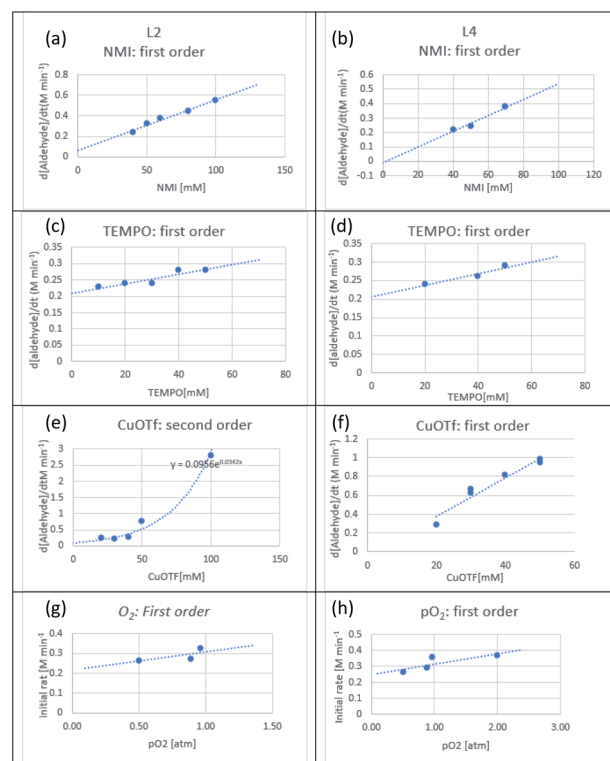 (a)
L2
NMI: first order
d[Aldehyde]/dt(M min-1)
0.8
0.6
0.4
0.2
0
0 50 100 150
NMI [mM]
(b)
L4
NMI: first order
d[Aldehyde]/dt(M min-1)
0.6
0.5
0.4
0.3
0.2
0.1
0
-0.1
0 20 40 60 80 100 120
NMI [mM]
(c)
TEMPO: first order
d[aldehyde]/dt (M min-1)
0.35
0.3
0.25
0.2
0.15
0.1
0.05
0
0 20 40 60 80
TEMPO[mM]
(d)
TEMPO: first order
d[aldehyde]/dt (M min-1)
0.35
0.3
0.25
0.2
0.15
0.1
0.05
0
0 20 40 60 80
TEMPO[mM]
(e)
CuOTf: second order
d[Aldehyde]/dtM min-1)
3
2.5
2
1.5
1
0.5
0
y = 0.0956e0.0342x
0 50 100 150
CuOTf[mM]
(f)
CuOTf: first order
d[Aldehyde]/dt(M min-1)
1.2
1
0.8
0.6
0.4
0.2
0
0 20 40 60
CuOTf[mM]
(g)
O2: First order
Initial rat [M min-1
0.4
0.3
0.2
0.1
0
0.00 0.50 1.00 1.50
pO2 [atm]
(h)
pO2: first order
Initial rate [M min-1
0.5
0.4
0.3
0.2
0.1
0
0.00 1.00 2.00 3.00
pO2 [atm]